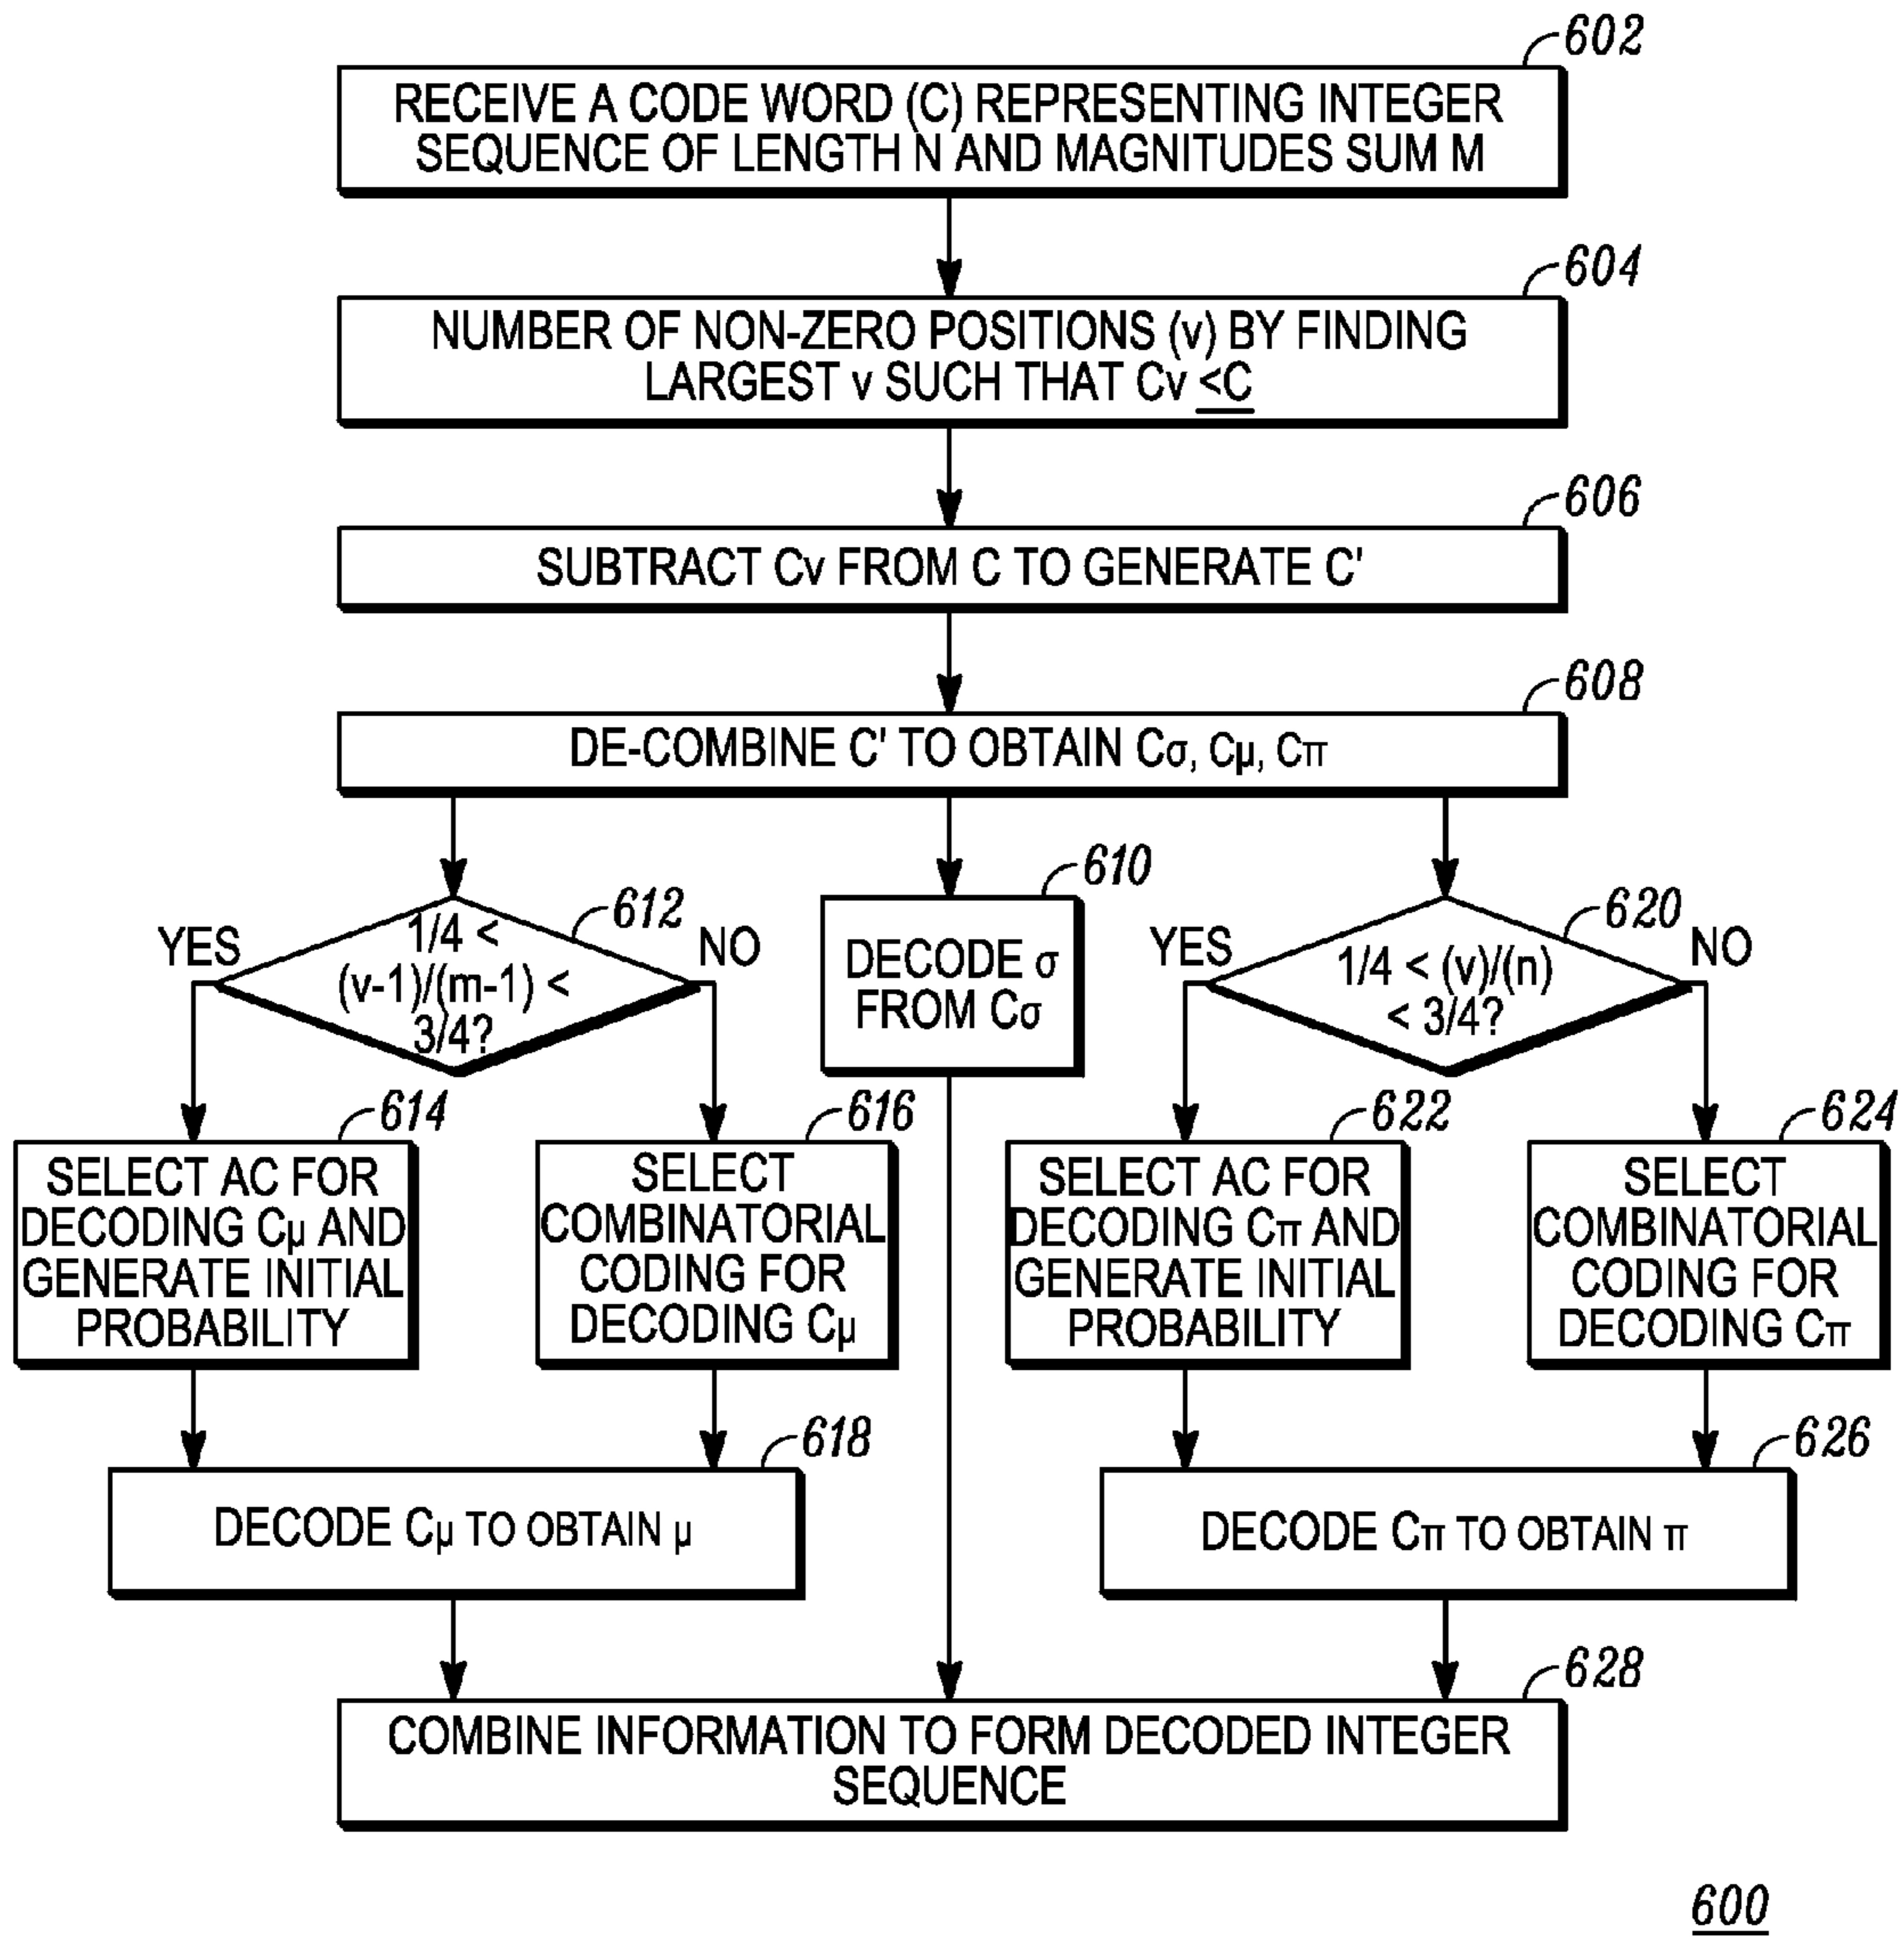 602
RECEIVE A CODE WORD (C) REPRESENTING INTEGER
SEQUENCE OF LENGTH N AND MAGNITUDES SUM M
604
NUMBER OF NON-ZERO POSITIONS (v) BY FINDING
LARGEST v SUCH THAT Cv <C
606
SUBTRACT Cv FROM C TO GENERATE C'
608
DE-COMBINE C' TO OBTAIN Cσ, Cμ, Cπ
612
YES
1/4 <
(v-1)/(m-1) <
3/4?
NO
610
DECODE σ
FROM Cσ
620
YES
1/4 < (v)/(n)
< 3/4?
NO
614
SELECT AC FOR
DECODING Cμ AND
GENERATE INITIAL
PROBABILITY
616
SELECT
COMBINATORIAL
CODING FOR
DECODING Cμ
622
SELECT AC FOR
DECODING Cπ AND
GENERATE INITIAL
PROBABILITY
624
SELECT
COMBINATORIAL
CODING FOR
DECODING Cπ
618
DECODE Cμ TO OBTAIN μ
626
DECODE Cπ TO OBTAIN π
628
COMBINE INFORMATION TO FORM DECODED INTEGER
SEQUENCE
600